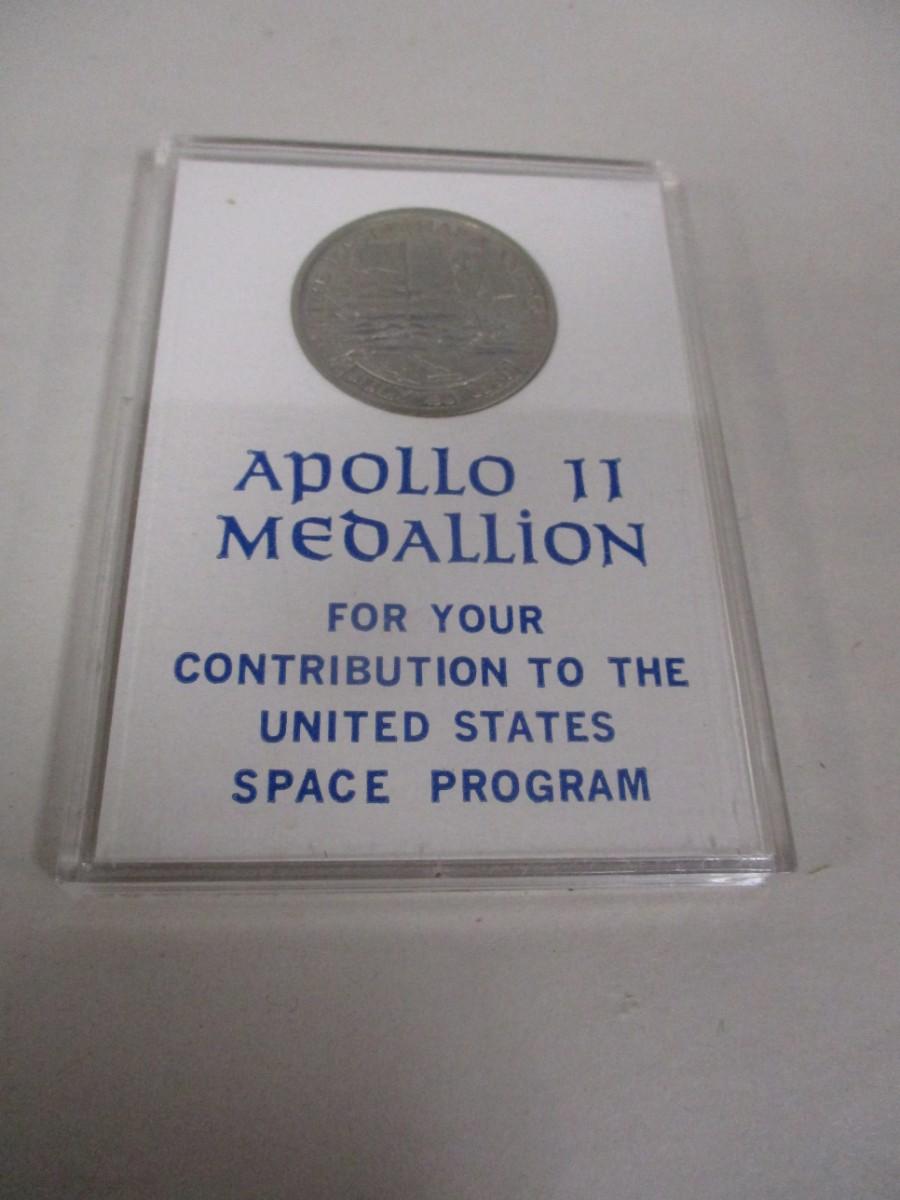 APOLLO 11
MEDALLION
FOR YOUR
CONTRIBUTION TO THE
UNITED STATES
SPACE PROGRAM